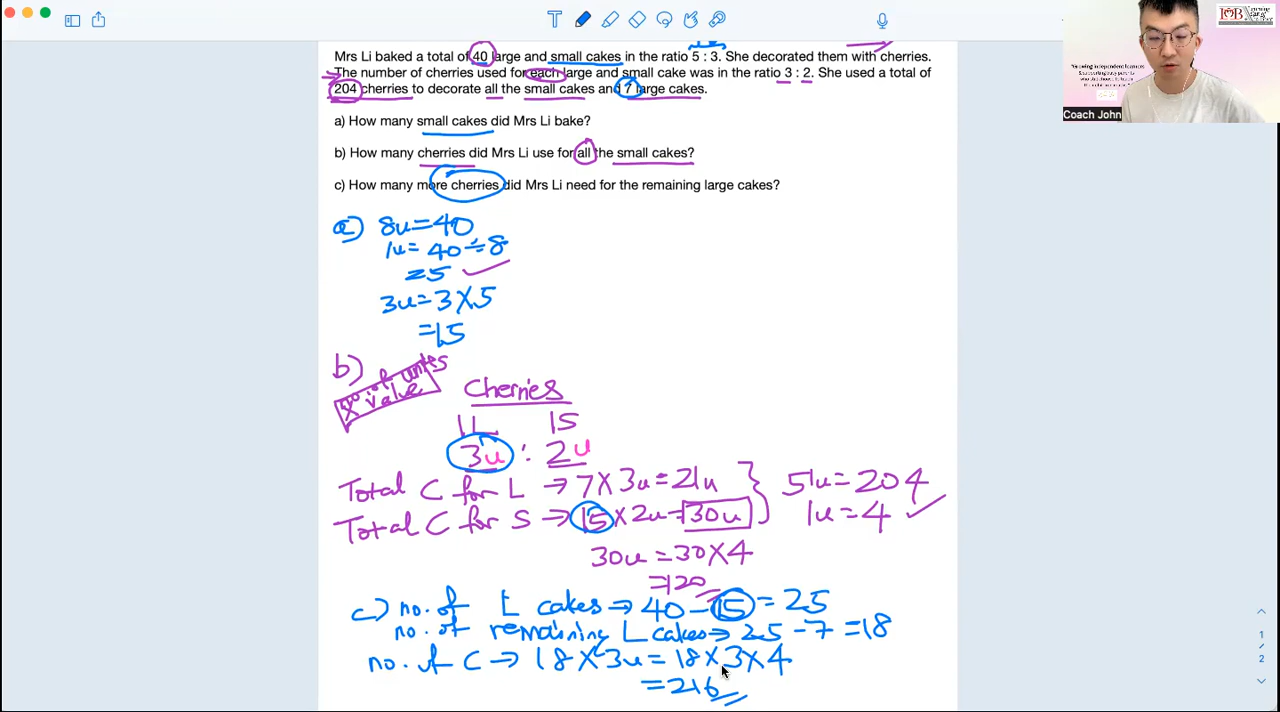 Mrs Li baked a total of 40 large and small cakes in the ratio 5 : 3. She decorated them with cherries.
The number of cherries used for each large and small cake was in the ratio 3 : 2. She used a total of
204 cherries to decorate all the small cakes and 7 large cakes.
a) How many small cakes did Mrs Li bake?
b) How many cherries did Mrs Li use for all the small cakes?
c) How many more cherries did Mrs Li need for the remaining large cakes?
a) 8u=40
1u= 40÷8
=5
3u=3×5
=15
b)
no. of units
× value
Cherries
1L 1S
3u : 2u
Total C for L → 7×3u=21u
Total C for S → 15×2u=30u
51u=204
1u=4
30u=30×4
=120
c) no. of L cakes → 40-15=25
no. of remaining L cakes → 25-7=18
no. of C → 18×3u=18×3×4
=216
Coach John